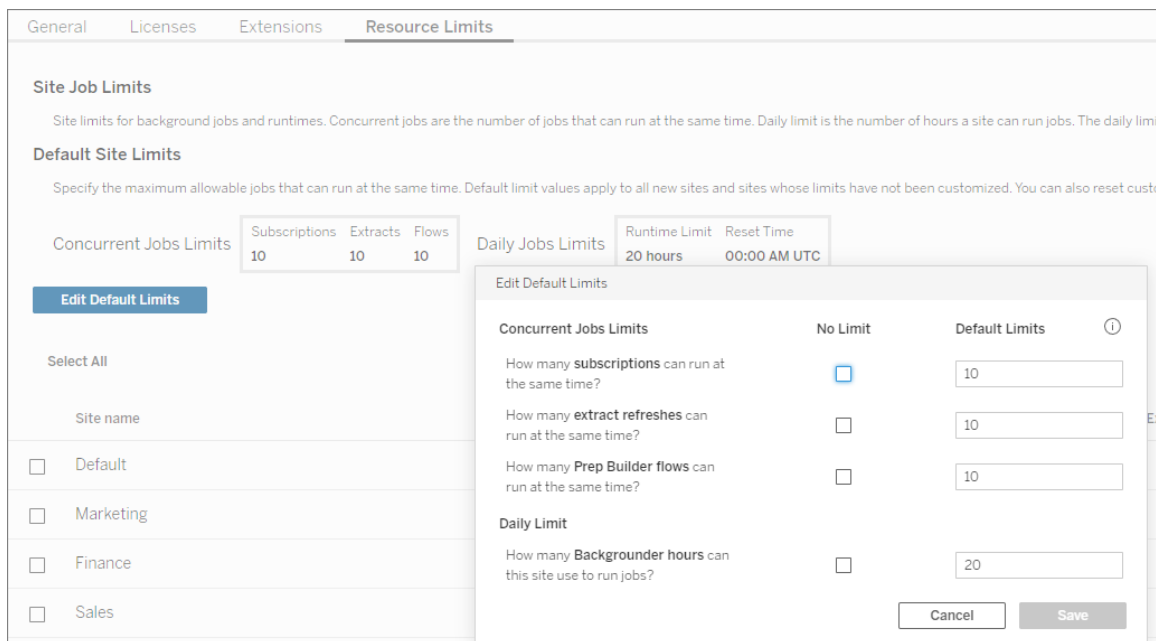 General Licenses Extensions Resource Limits
Site Job Limits
Site limits for background jobs and runtimes. Concurrent jobs are the number of jobs that can run at the same time. Daily limit is the number of hours a site can run jobs. The daily limi
Default Site Limits
Specify the maximum allowable jobs that can run at the same time. Default limit values apply to all new sites and sites whose limits have not been customized. You can also reset custo
Concurrent Jobs Limits
Subscriptions Extracts Flows
10 10 10
Daily Jobs Limits
Runtime Limit Reset Time
20 hours 00:00 AM UTC
Edit Default Limits
Select All
Site name
Default
Marketing
Finance
Sales
Edit Default Limits
Concurrent Jobs Limits No Limit Default Limits
How many subscriptions can run at
the same time?
10
How many extract refreshes can
run at the same time?
10
How many Prep Builder flows can
run at the same time?
10
Daily Limit
How many Backgrounder hours can
this site use to run jobs?
20
Cancel Save